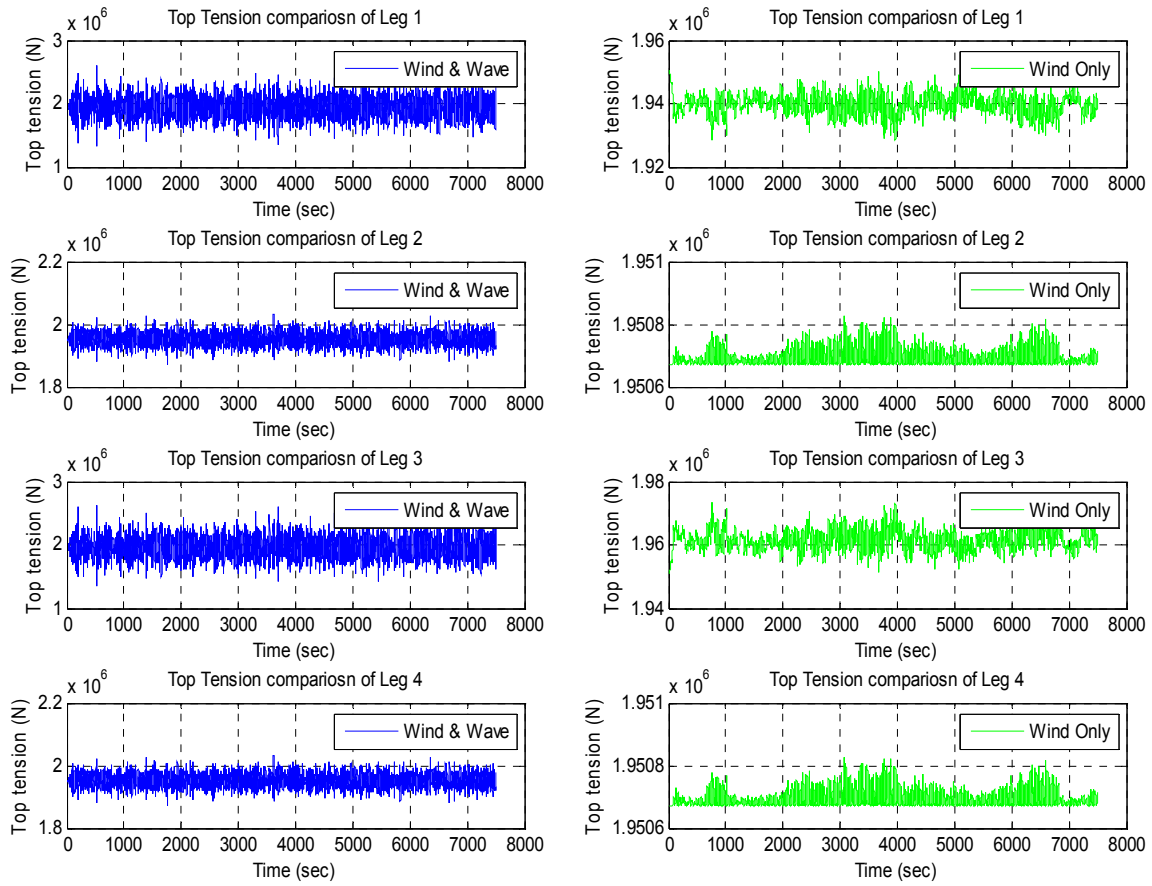 Top Tension compariosn of Leg 1
x 10^6
Top tension (N)
3
2
1
Wind & Wave
0 1000 2000 3000 4000 5000 6000 7000 8000
Time (sec)
Top Tension compariosn of Leg 1
x 10^6
Top tension (N)
1.96
1.94
1.92
Wind Only
0 1000 2000 3000 4000 5000 6000 7000 8000
Time (sec)
Top Tension compariosn of Leg 2
x 10^6
Top tension (N)
2.2
2
1.8
Wind & Wave
0 1000 2000 3000 4000 5000 6000 7000 8000
Time (sec)
Top Tension compariosn of Leg 2
x 10^6
Top tension (N)
1.951
1.9508
1.9506
Wind Only
0 1000 2000 3000 4000 5000 6000 7000 8000
Time (sec)
Top Tension compariosn of Leg 3
x 10^6
Top tension (N)
3
2
1
Wind & Wave
0 1000 2000 3000 4000 5000 6000 7000 8000
Time (sec)
Top Tension compariosn of Leg 3
x 10^6
Top tension (N)
1.98
1.96
1.94
Wind Only
0 1000 2000 3000 4000 5000 6000 7000 8000
Time (sec)
Top Tension compariosn of Leg 4
x 10^6
Top tension (N)
2.2
2
1.8
Wind & Wave
0 1000 2000 3000 4000 5000 6000 7000 8000
Time (sec)
Top Tension compariosn of Leg 4
x 10^6
Top tension (N)
1.951
1.9508
1.9506
Wind Only
0 1000 2000 3000 4000 5000 6000 7000 8000
Time (sec)